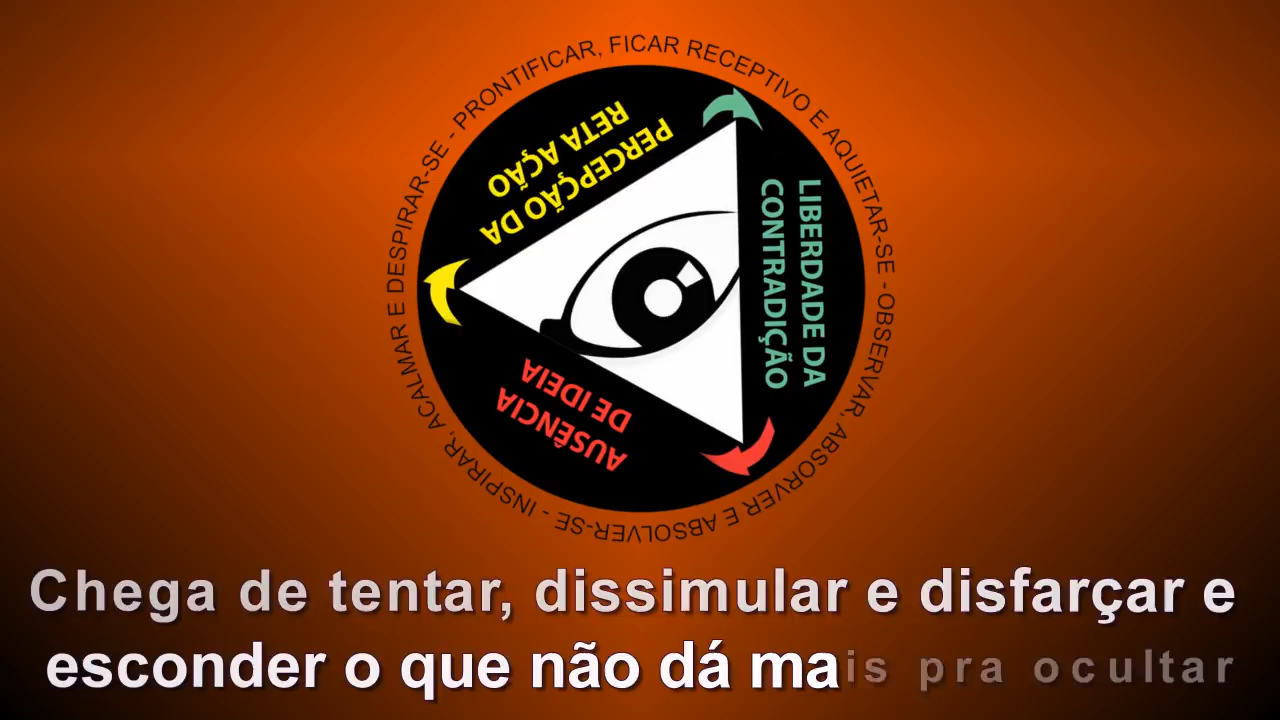 PRONTIFICAR, FICAR RECEPTIVO E AQUIETAR-SE -OBSERVAR, ABSORVER E ABSOLVER-SE - INSPIRAR, ACALMAR E DESPIRAR-SE -
PERCEPÇÃO DA
RETA AÇÃO
LIBERDADE DA
CONTRADIÇÃO
AUSÊNCIA
DE IDEIA
Chega de tentar, dissimular e disfarçar e
esconder o que não dá mais pra ocultar